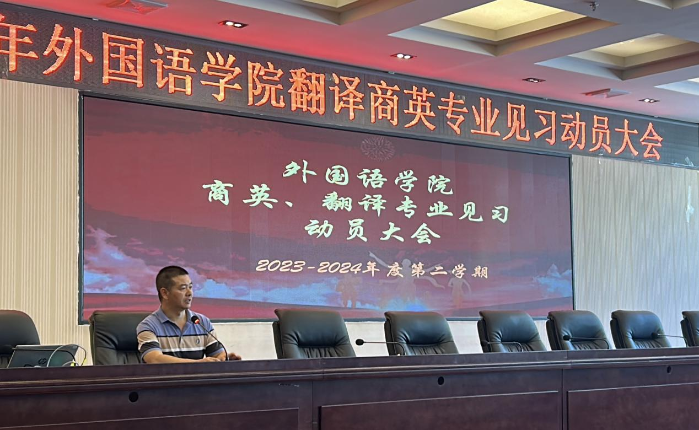 年外国语学院翻译商英专业见习动员大会
外国语学院
商英、翻译专业见习
动员大会
2023-2024年度第二学期